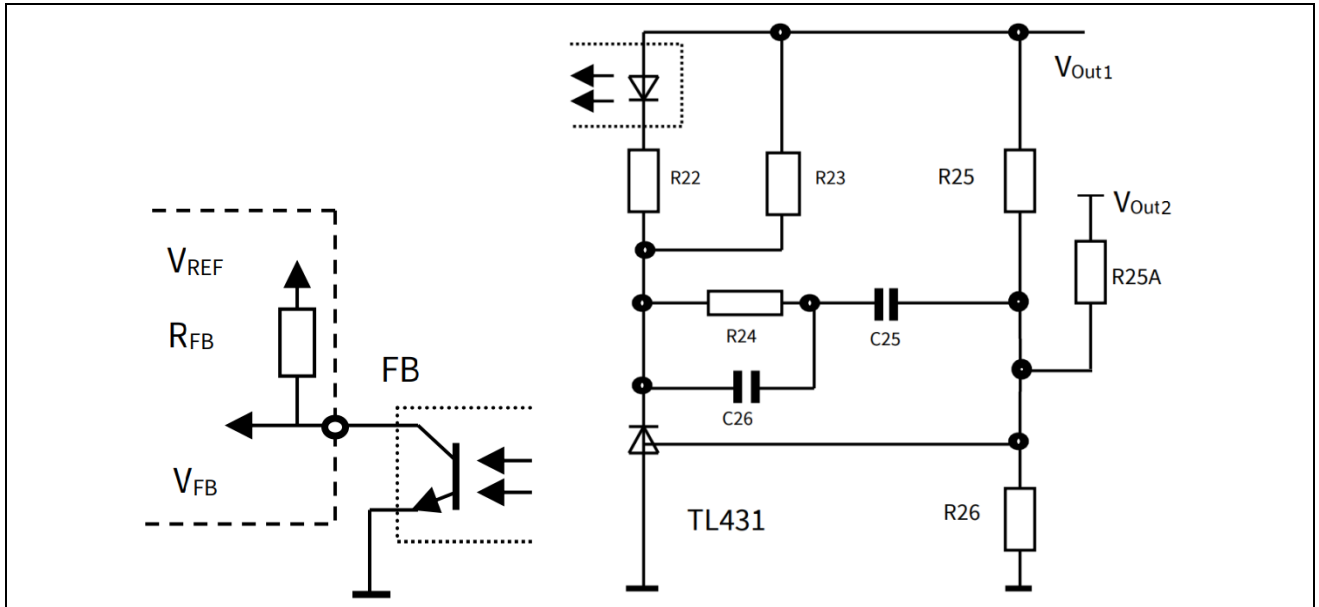 VOut1
R22
R23
R25
VOut2
R25A
VREF
RFB
FB
R24
C25
C26
VFB
TL431
R26